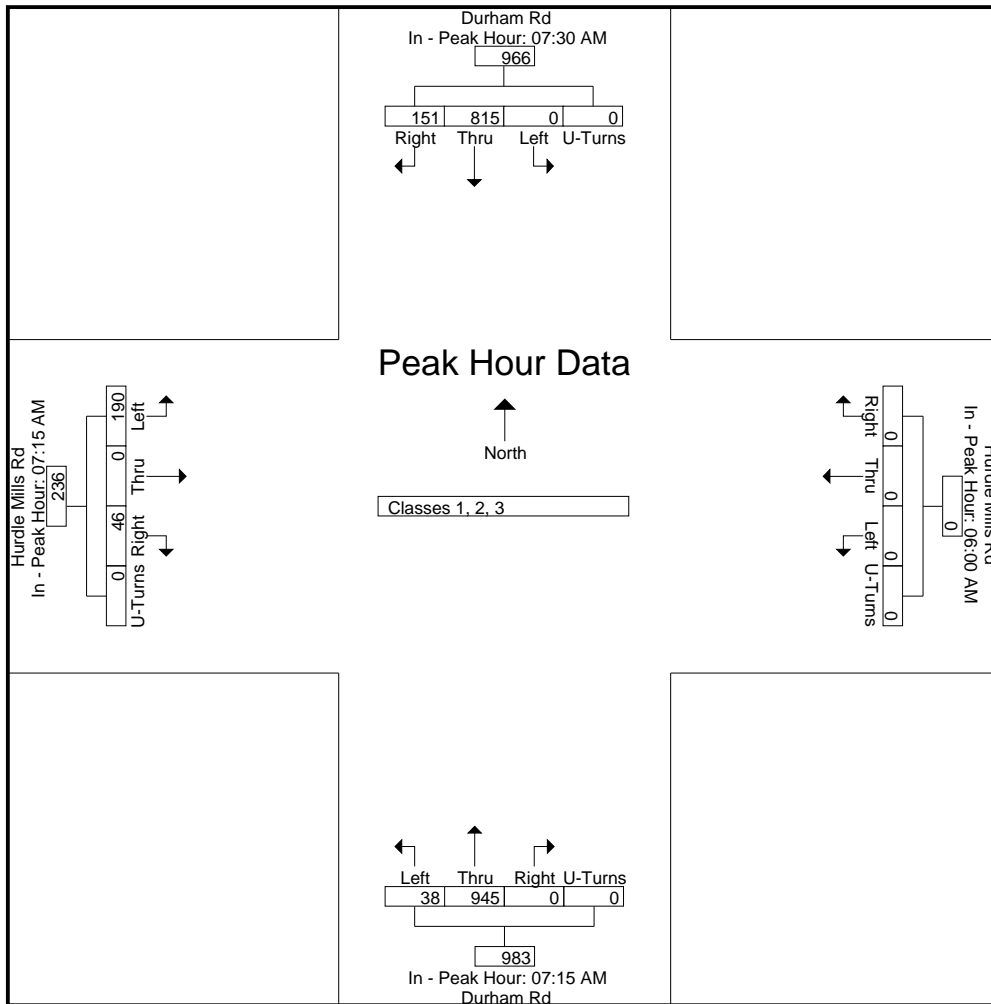 Durham Rd
In - Peak Hour: 07:30 AM
966
151 815 0 0
Right Thru Left U-Turns
Peak Hour Data
North
Classes 1, 2, 3
Hurdle Mills Rd
In - Peak Hour: 07:15 AM
236
190 0 46 0
Left Thru Right U-Turns
Hurdle Mills Rd
In - Peak Hour: 06:00 AM
0
0 0 0 0
Right Thru Left U-Turns
Left Thru Right U-Turns
38 945 0 0
983
In - Peak Hour: 07:15 AM
Durham Rd